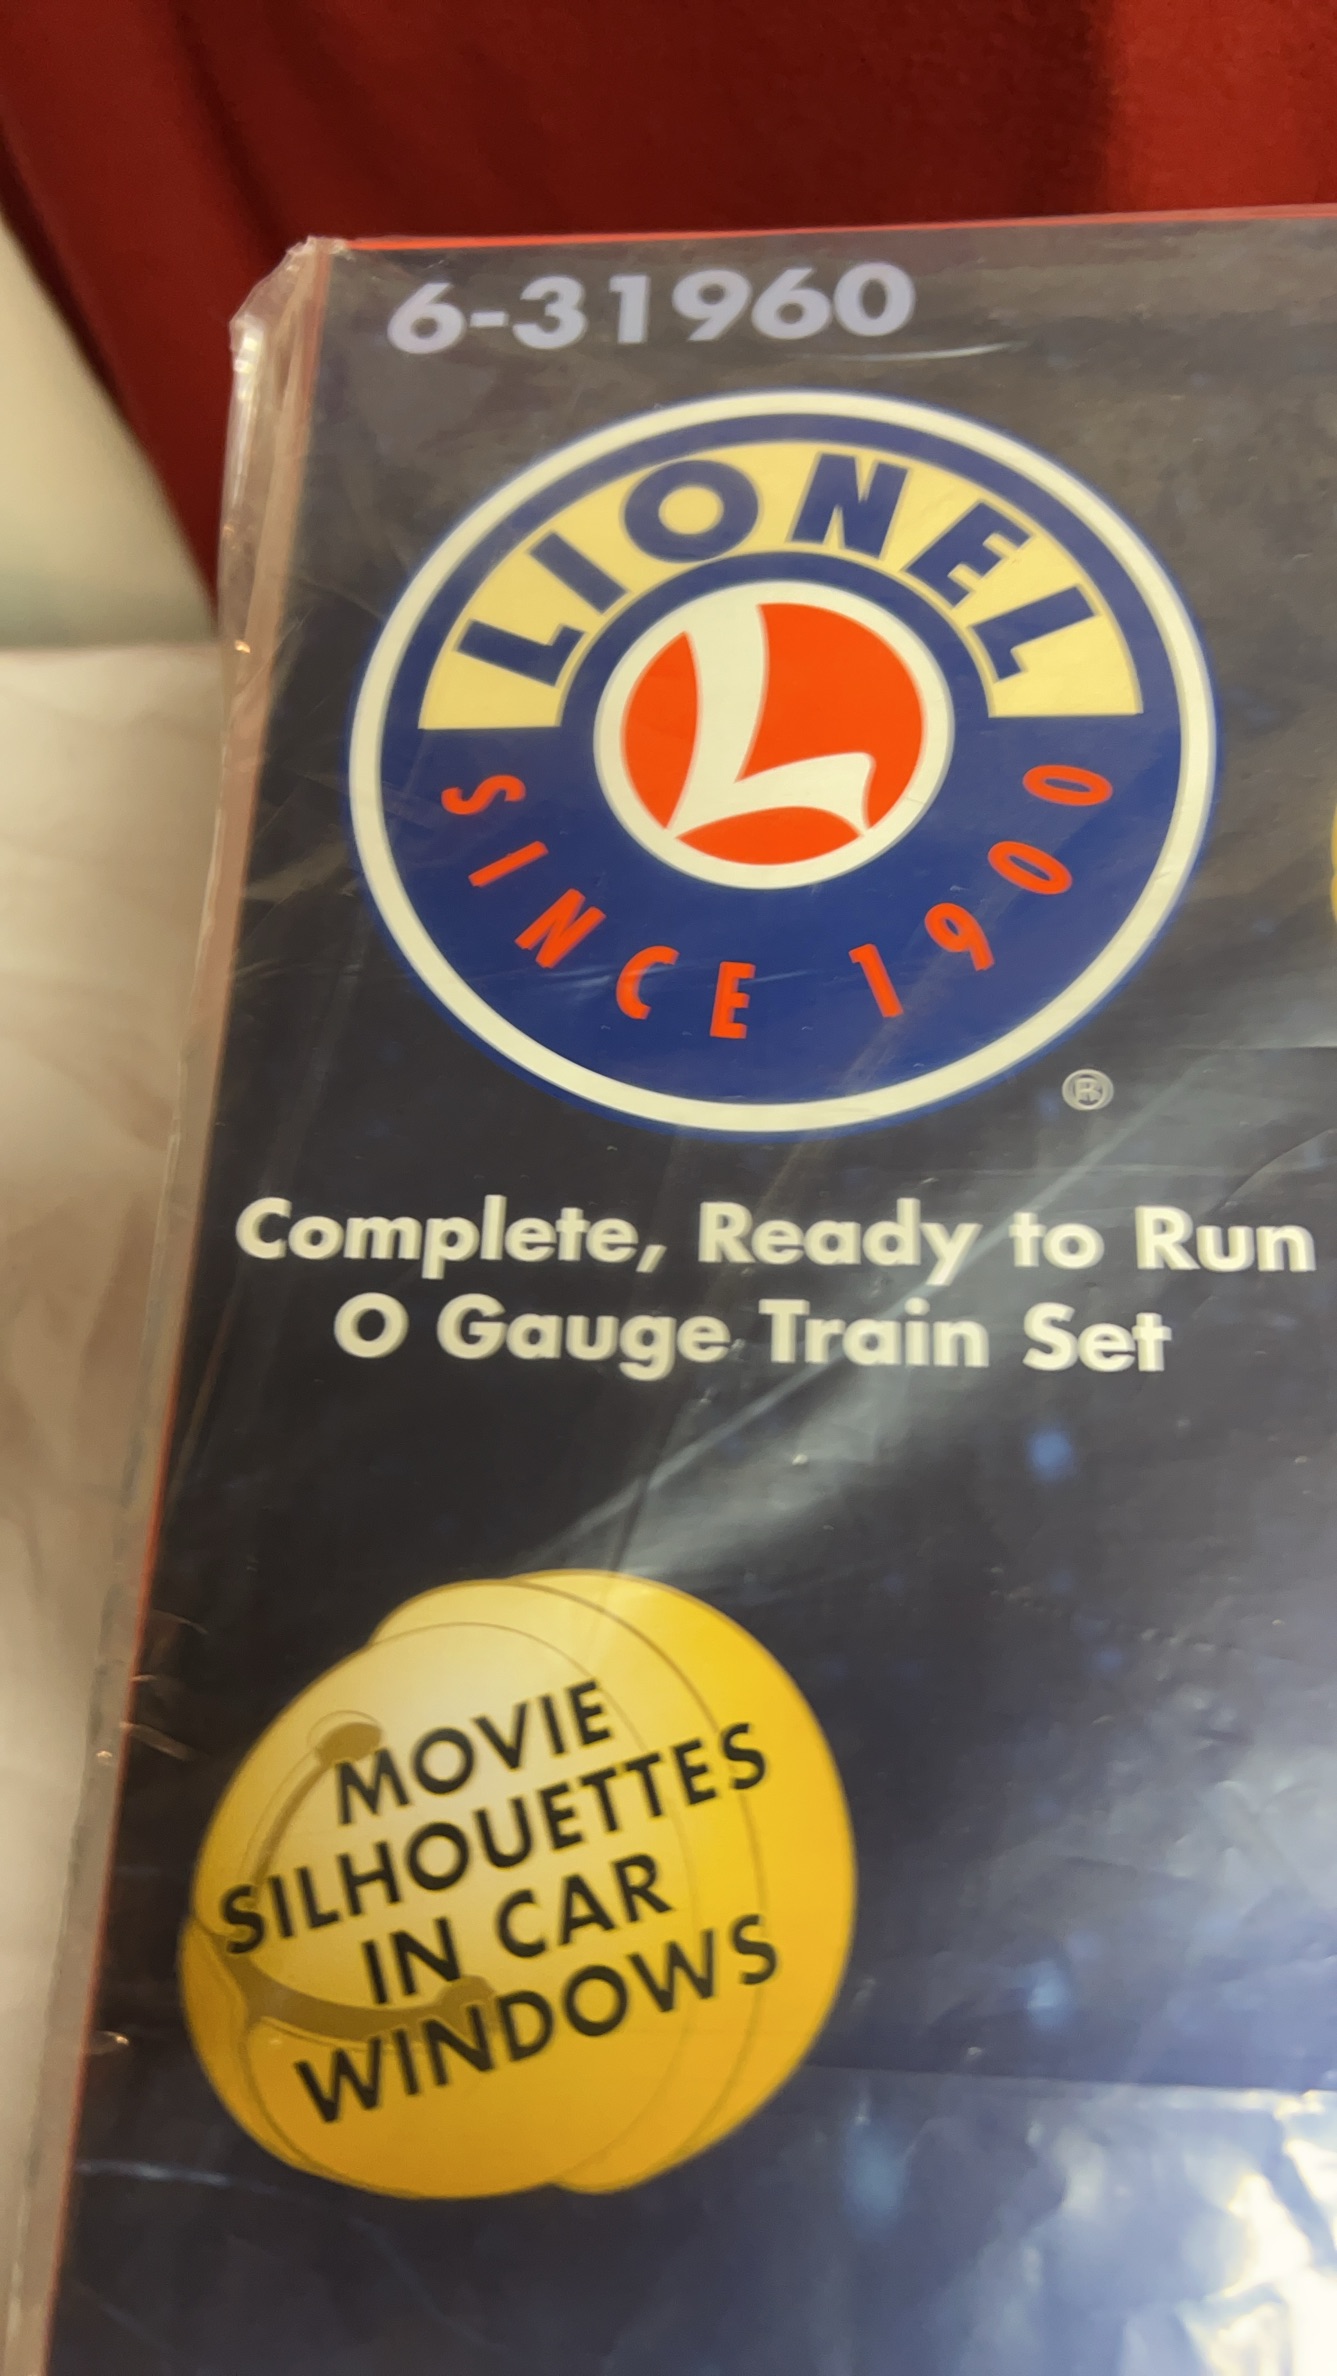 6-31960
LIONEL
SINCE 1900
®
Complete, Ready to Run
O Gauge Train Set
MOVIE
SILHOUETTES
IN CAR
WINDOWS